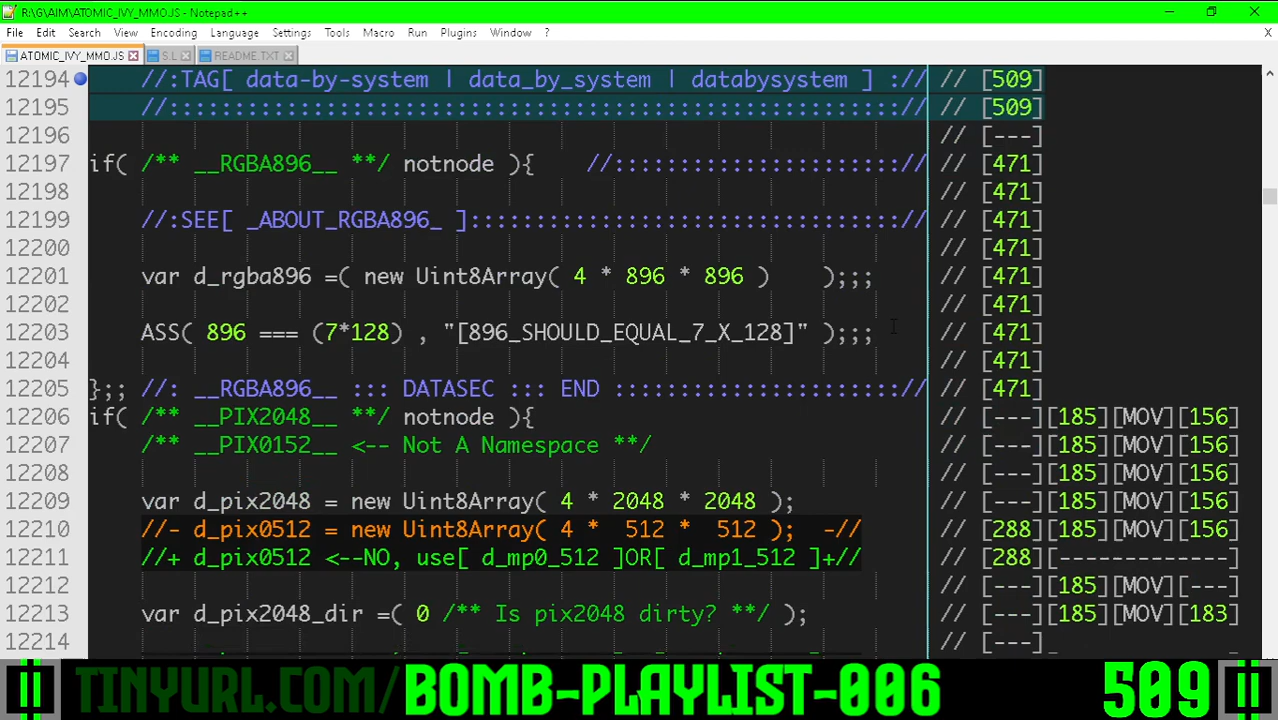 R:\G\AIM\ATOMIC_IVY_MMO.JS - Notepad++
File Edit Search View Encoding Language Settings Tools Macro Run Plugins Window ? X
ATOMIC_IVY_MMO.JS S.L README.TXT
12194 //:TAG[ data-by-system | data_by_system | databysystem ] :// // [509]
12195 //::::::::::::::::::::::::::::::::::::::::::::::::::::::::// // [509]
12196 // [---]
12197 if( /** __RGBA896__ **/ notnode ){ //::::::::::::::::::::::// // [471]
12198 // [471]
12199 //:SEE[ _ABOUT_RGBA896_ ]:::::::::::::::::::::::::::::::::// // [471]
12200 // [471]
12201 var d_rgba896 =( new Uint8Array( 4 * 896 * 896 ) );;; // [471]
12202 // [471]
12203 ASS( 896 === (7*128) , "[896_SHOULD_EQUAL_7_X_128]" );;; // [471]
12204 // [471]
12205 };; //: __RGBA896__ ::: DATASEC ::: END ::::::::::::::::::::::// // [471]
12206 if( /** __PIX2048__ **/ notnode ){ // [---][185][MOV][156]
12207 /** __PIX0152__ <-- Not A Namespace **/ // [---][185][MOV][156]
12208 // [---][185][MOV][156]
12209 var d_pix2048 = new Uint8Array( 4 * 2048 * 2048 ); // [---][185][MOV][156]
12210 //- d_pix0512 = new Uint8Array( 4 * 512 * 512 ); -// // [288][185][MOV][156]
12211 //+ d_pix0512 <--NO, use[ d_mp0_512 ]OR[ d_mp1_512 ]+// // [288][-------------]
12212 // [---][185][MOV][---]
12213 var d_pix2048_dir =( 0 /** Is pix2048 dirty? **/ ); // [---][185][MOV][183]
12214 // [---]
TINYURL.COM/BOMB-PLAYLIST-006 509